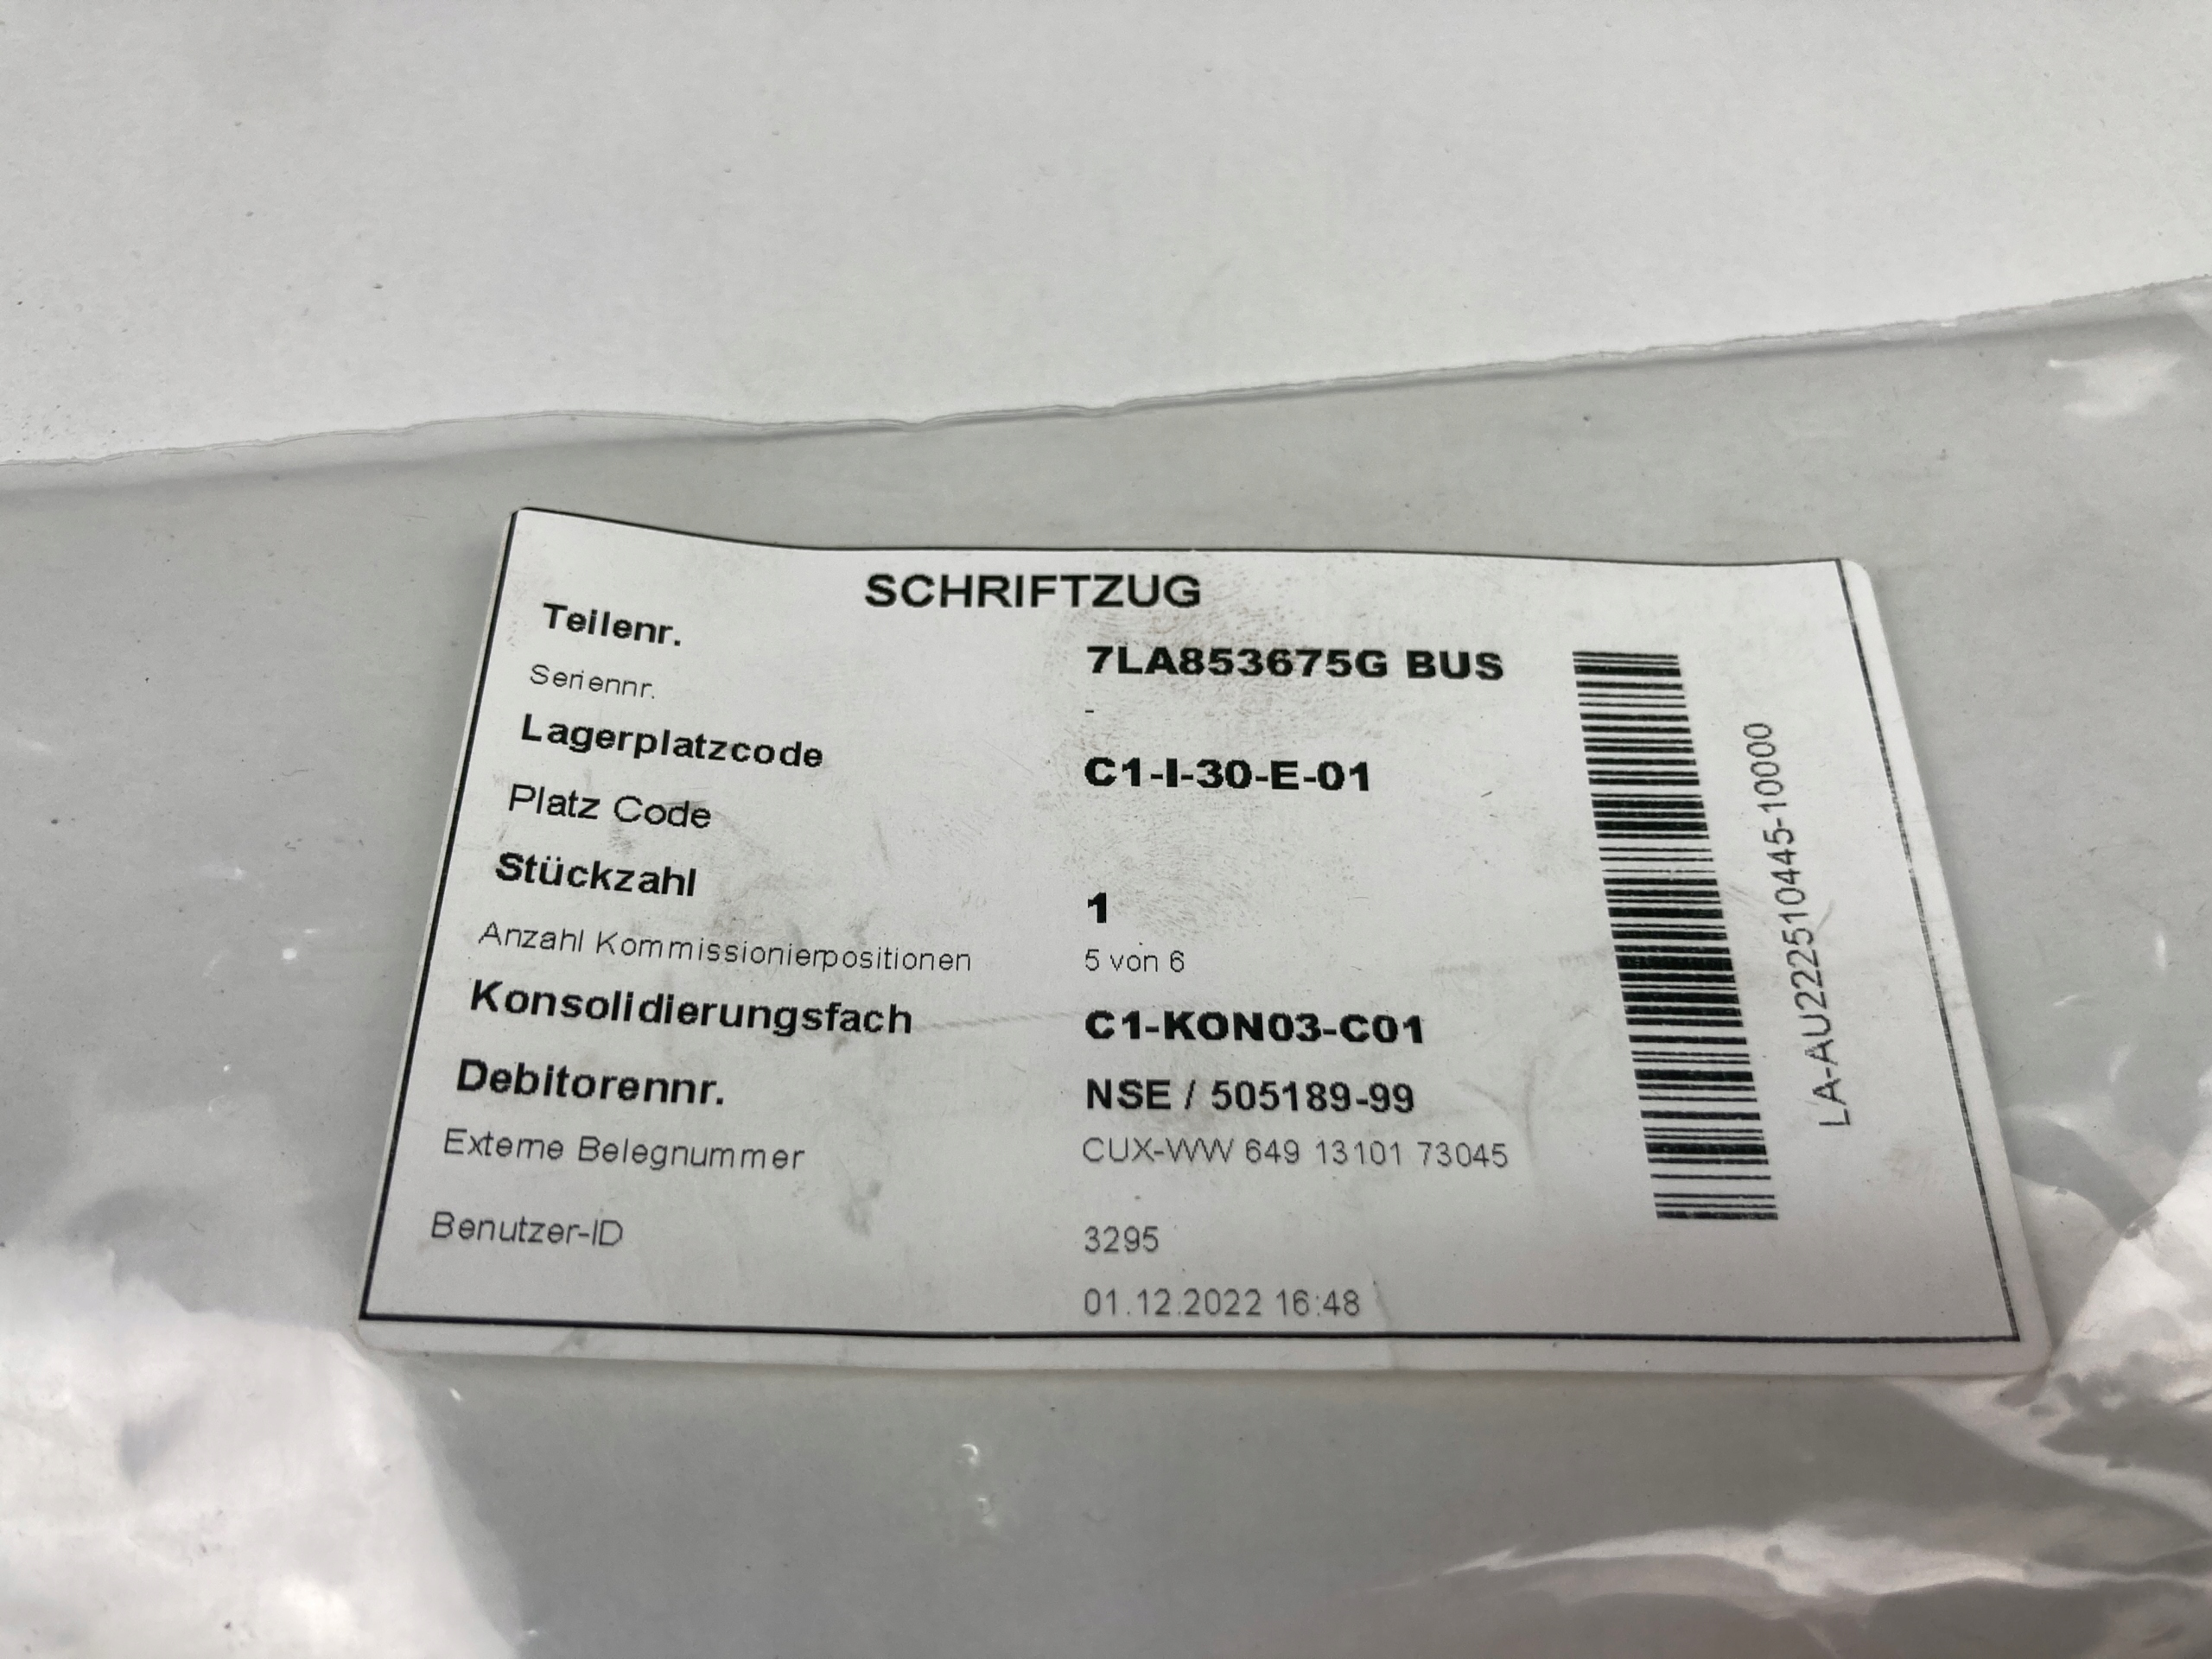 SCHRIFTZUG
Teilenr. 7LA853675G BUS
Seriennr. -
Lagerplatzcode C1-I-30-E-01
Platz Code
Stückzahl 1
Anzahl Kommissionierpositionen 5 von 6
Konsolidierungsfach C1-KON03-C01
Debitorennr. NSE / 505189-99
Externe Belegnummer CUX-WW 649 13101 73045
Benutzer-ID 3295
01.12.2022 16:48
LA-AU222510445-10000